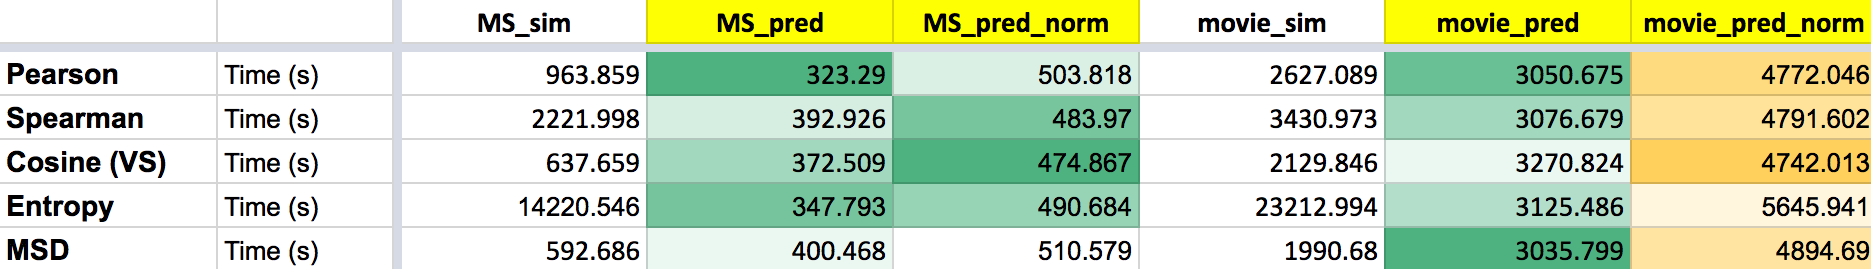 MS_sim MS_pred MS_pred_norm movie_sim movie_pred movie_pred_norm
Pearson Time (s) 963.859 323.29 503.818 2627.089 3050.675 4772.046
Spearman Time (s) 2221.998 392.926 483.97 3430.973 3076.679 4791.602
Cosine (VS) Time (s) 637.659 372.509 474.867 2129.846 3270.824 4742.013
Entropy Time (s) 14220.546 347.793 490.684 23212.994 3125.486 5645.941
MSD Time (s) 592.686 400.468 510.579 1990.68 3035.799 4894.69